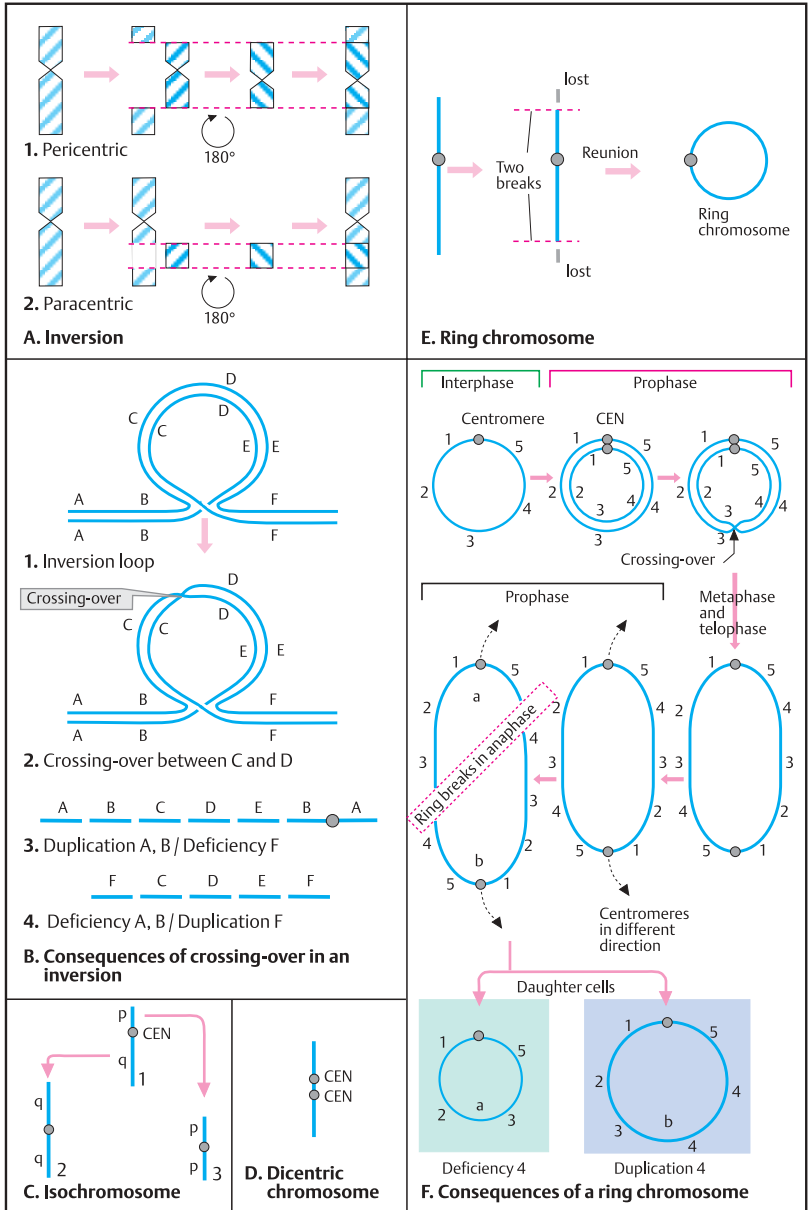 1. Pericentric
180°
2. Paracentric
180°
A. Inversion
lost
Two
breaks
Reunion
Ring
chromosome
lost
E. Ring chromosome
D
C
C
D
E
E
A
B
F
A
B
F
1. Inversion loop
Crossing-over
D
C
C
D
E
E
A
B
F
A
B
F
2. Crossing-over between C and D
A B C D E B A
3. Duplication A, B / Deficiency F
F C D E F
4. Deficiency A, B / Duplication F
B. Consequences of crossing-over in an
inversion
p
CEN
q
1
q
q
2
p
p
3
C. Isochromosome
CEN
CEN
D. Dicentric
chromosome
Interphase
Prophase
Centromere
CEN
1
5
2
4
3
1
5
1
5
2
2
4
4
3
3
1
5
1
5
2
2
4
4
3
3
Crossing-over
Metaphase
and
telophase
Prophase
1
5
a
2
4
3
3
4
2
b
5
1
Ring breaks in anaphase
1
5
2
4
3
3
4
2
5
1
1
5
2
4
3
3
4
2
5
1
Centromeres
in different
direction
Daughter cells
1
5
2
3
a
Deficiency 4
1
5
2
4
3
4
b
Duplication 4
F. Consequences of a ring chromosome